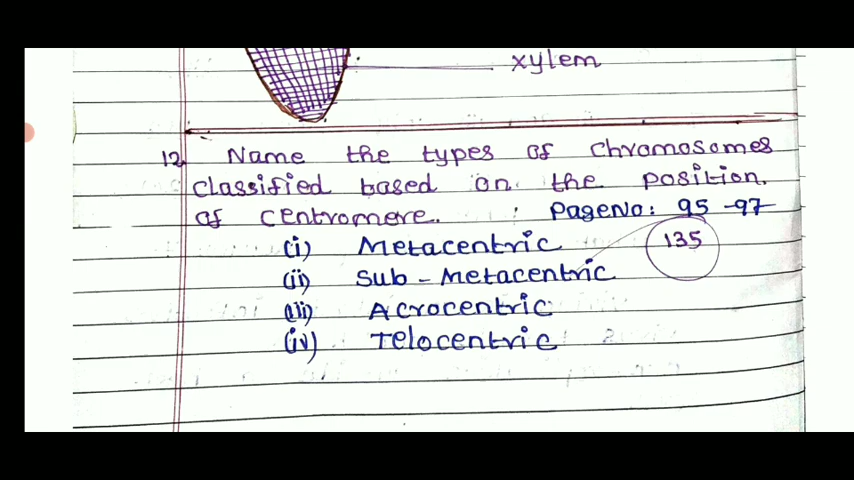 xylem
12. Name the types of chromosomes
classified based on the position.
of centromere. PageNo: 95-97
135
(i) Metacentric
(ii) Sub-Metacentric
(iii) Acrocentric
(iv) Telocentric